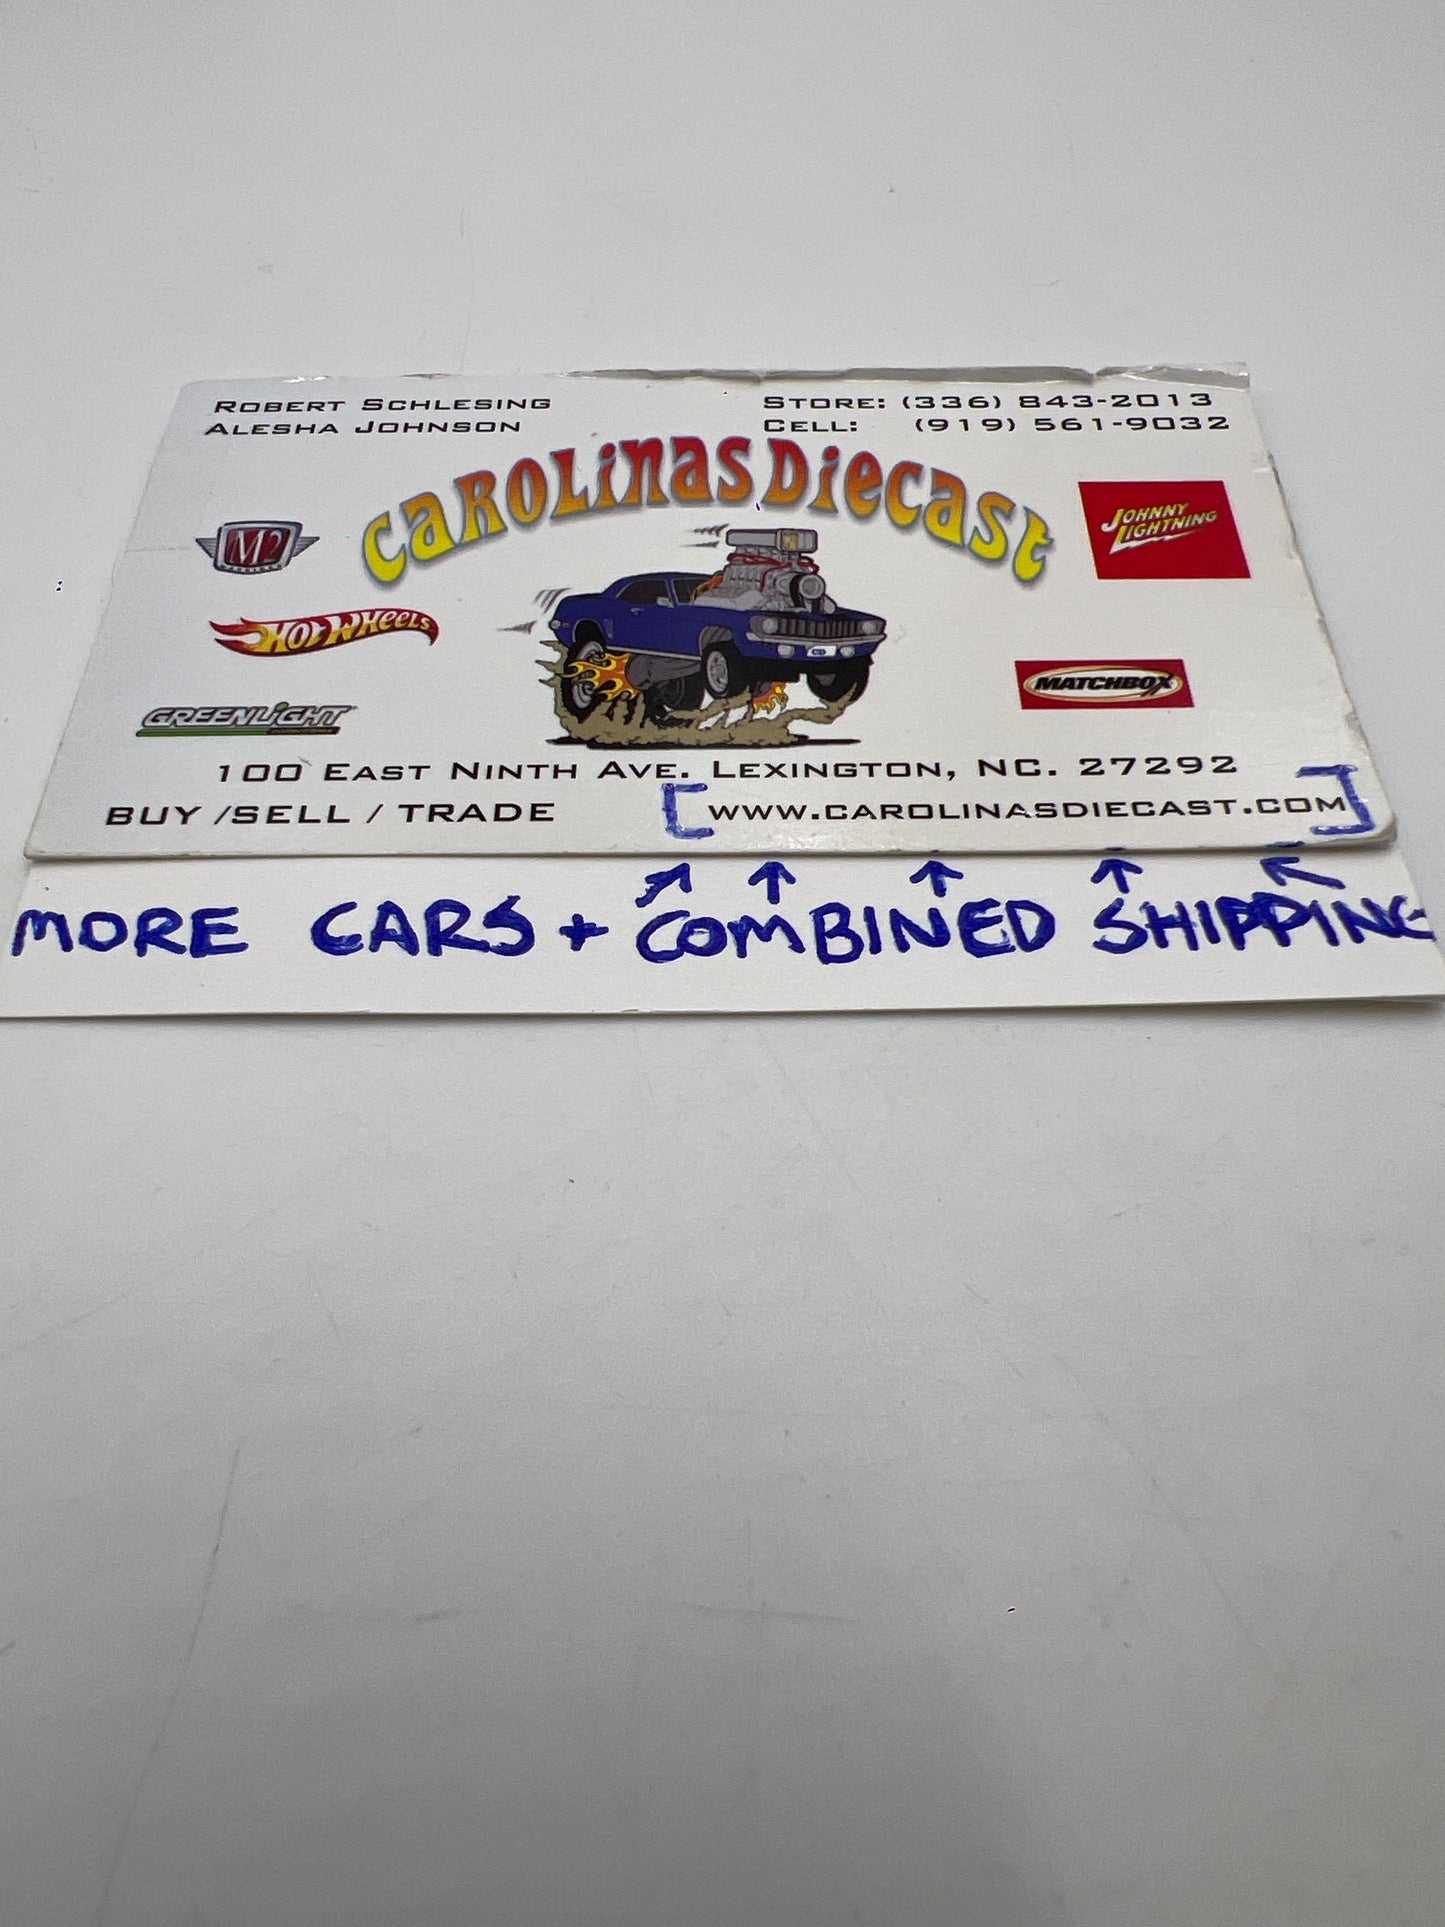 ROBERT SCHLESING
ALESHA JOHNSON
STORE: (336) 843-2013
CELL: (919) 561-9032
CAROLINAS DIECAST
M2
JOHNNY LIGHTNING
HOT WHEELS
MATCHBOX
GREENLIGHT
100 EAST NINTH AVE. LEXINGTON, NC. 27292
BUY /SELL / TRADE
WWW.CAROLINASDIECAST.COM
MORE CARS + COMBINED SHIPPING